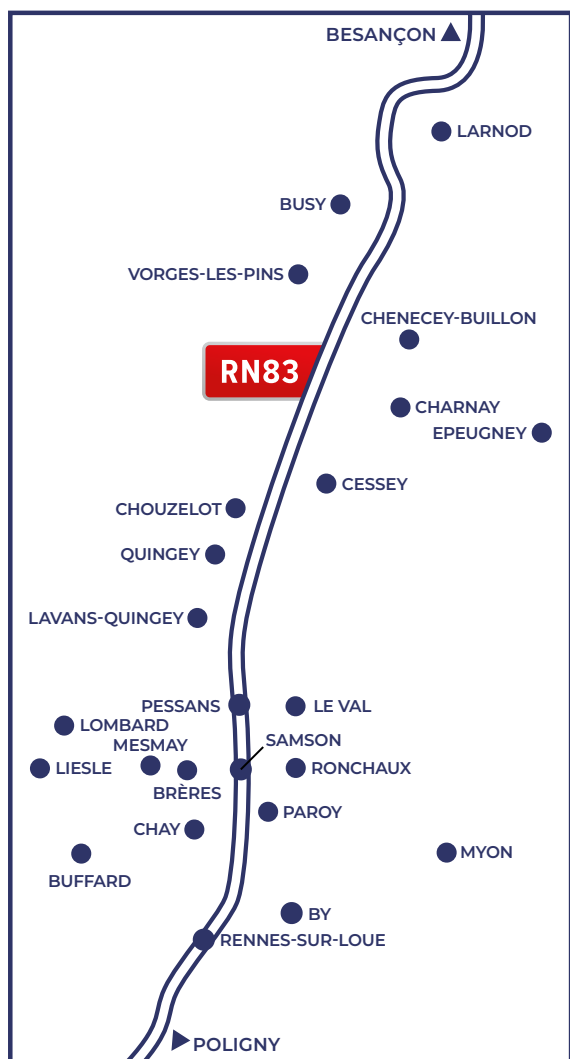 BESANÇON
LARNOD
BUSY
VORGES-LES-PINS
CHENECEY-BUILLON
RN83
CHARNAY
EPEUGNEY
CESSEY
CHOUZELOT
QUINGEY
LAVANS-QUINGEY
PESSANS
LE VAL
LOMBARD
SAMSON
MESMAY
LIESLE
RONCHAUX
BRÈRES
PAROY
CHAY
MYON
BUFFARD
BY
RENNES-SUR-LOUE
POLIGNY